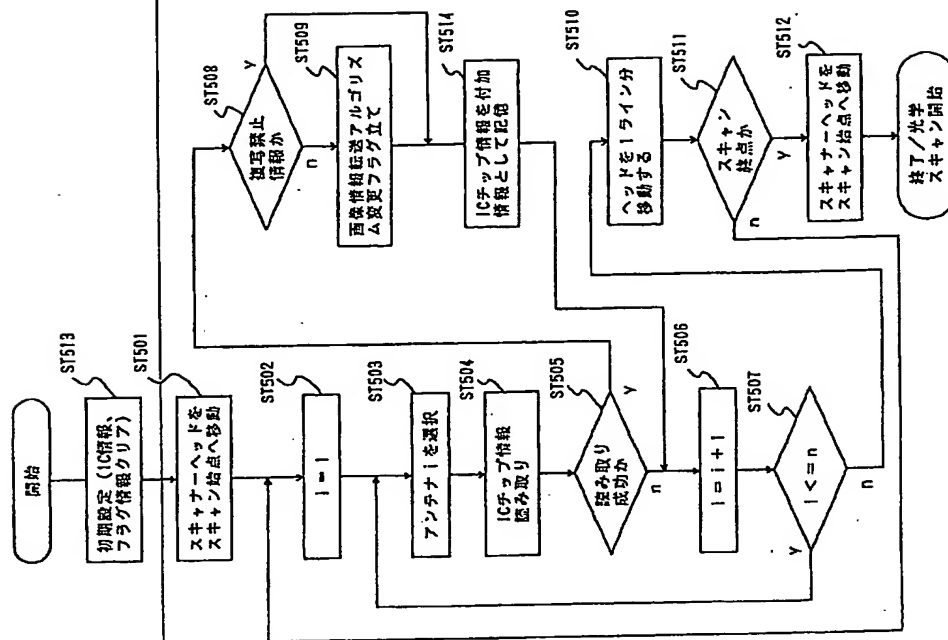 開始
ST513
初期設定 (IC情報、
フラグ情報クリア)
ST501
スキャナーヘッドを
スキャン始点へ移動
ST502
i = 1
ST503
アンテナ i を選択
ST504
ICチップ情報
読み取り
ST505
読み取り
成功か
y
n
ST506
i = i + 1
ST507
i <= n
y
n
ST508
複写禁止
情報か
y
n
ST509
画像情報転送アルゴリズ
ム変更フラグ立て
ST514
ICチップ情報を付加
情報として記憶
ST510
ヘッドを1ライン分
移動する
ST511
スキャン
終点か
y
n
ST512
スキャナーヘッドを
スキャン始点へ移動
終了/光学
スキャン開始